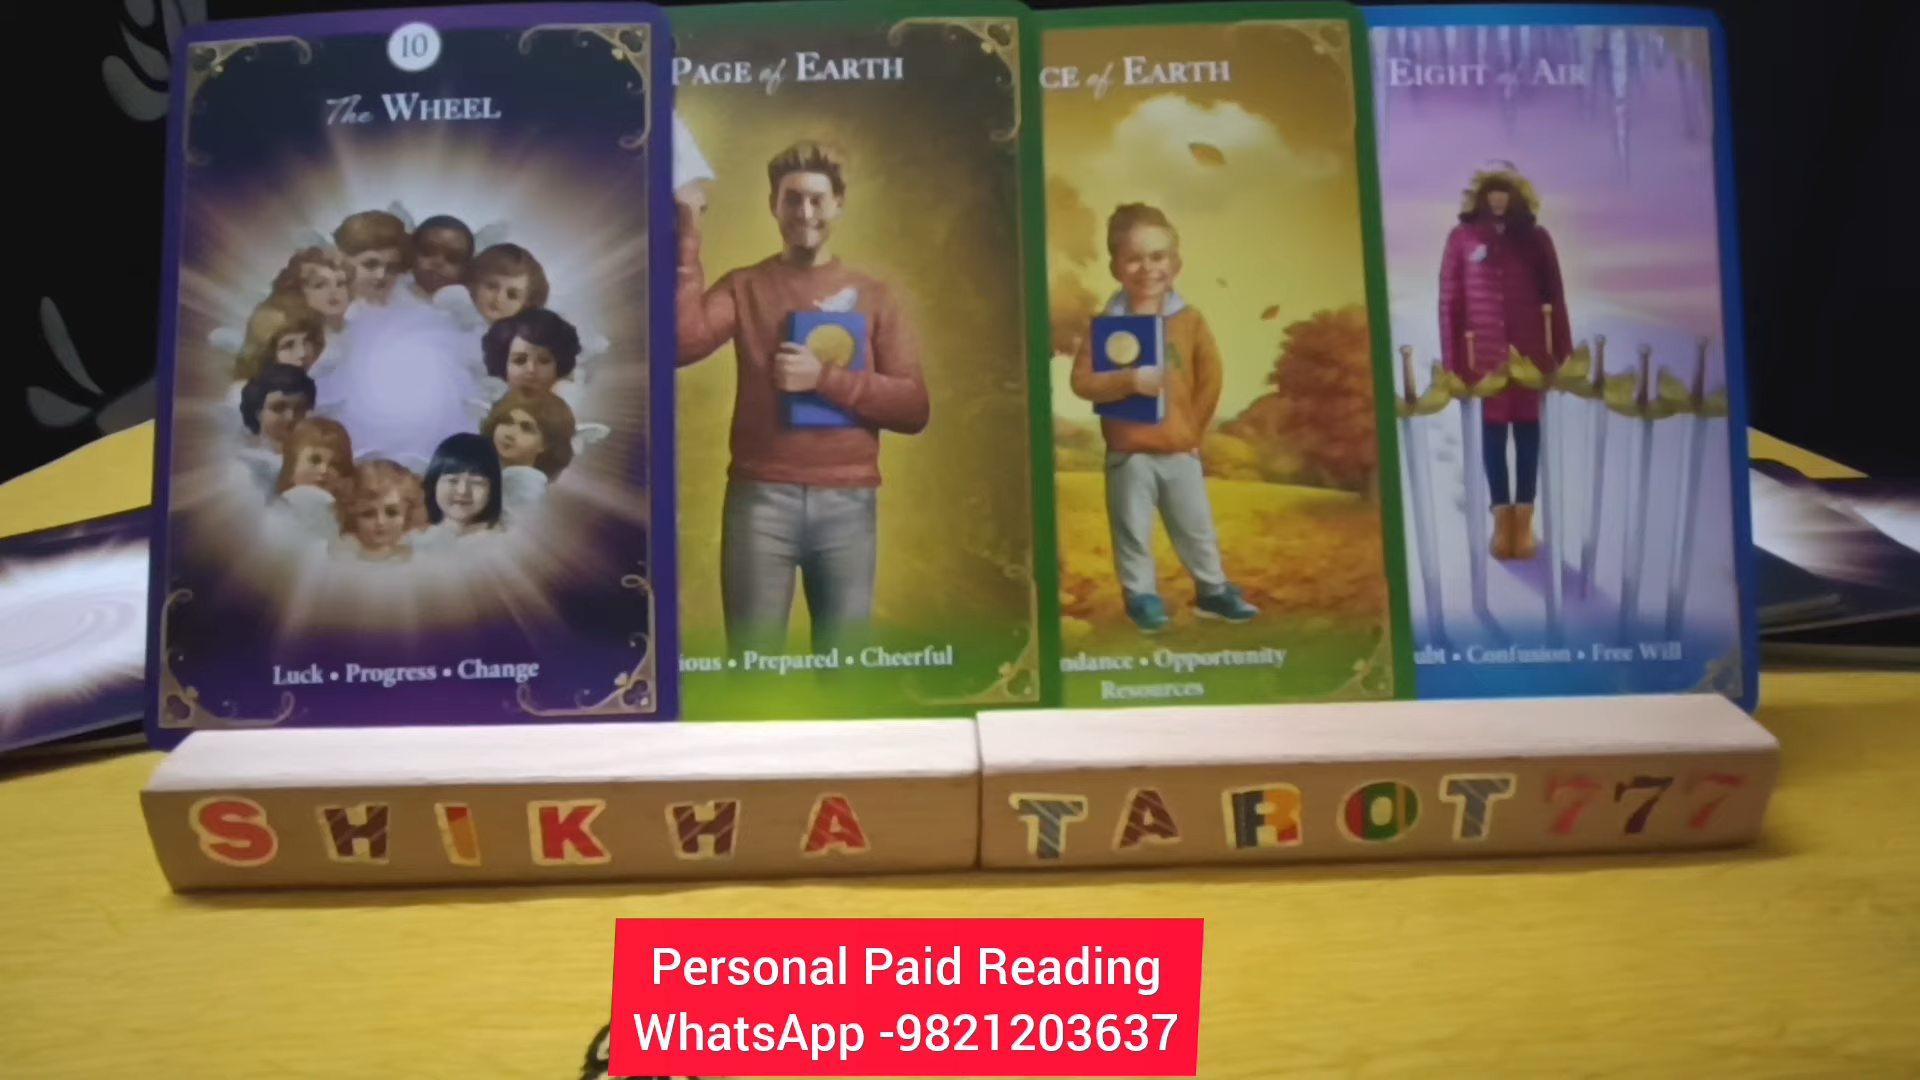 10
The WHEEL
Luck • Progress • Change
PAGE of EARTH
• Prepared • Cheerful
of EARTH
• Opportunity
Resources
EIGHT of AIR
• Confusion • Free Will
SHIKHA TAROT 777
Personal Paid Reading
WhatsApp -9821203637